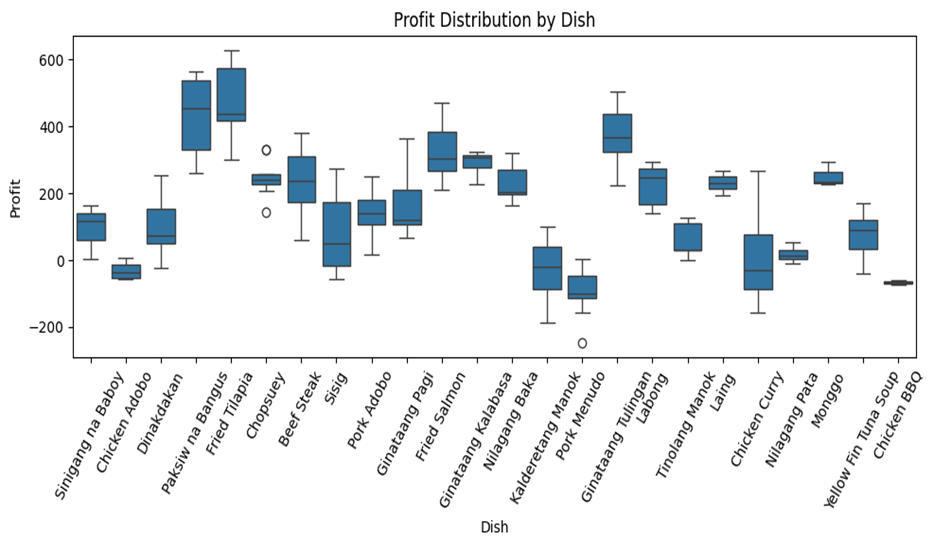 Profit Distribution by Dish
600
400
200
0
−200
Profit
Sinigang na Baboy
Chicken Adobo
Dinakdakan
Paksiw na Bangus
Fried Tilapia
Chopsuey
Beef Steak
Sisig
Pork Adobo
Ginataang Pagi
Fried Salmon
Ginataang Kalabasa
Nilagang Baka
Kalderetang Manok
Pork Menudo
Ginataang Tulingan
Labong
Tinolang Manok
Laing
Chicken Curry
Nilagang Pata
Monggo
Yellow Fin Tuna Soup
Chicken BBQ
Dish